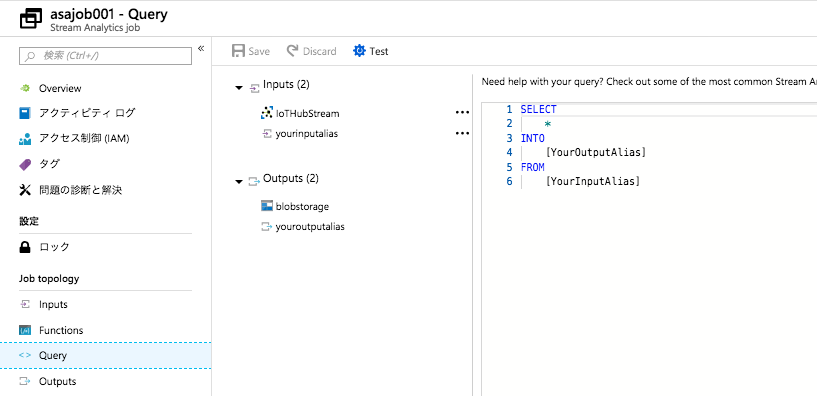 asajob001 - Query
Stream Analytics job
検索 (Ctrl+/)
Overview
アクティビティ ログ
アクセス制御 (IAM)
タグ
問題の診断と解決
設定
ロック
Job topology
Inputs
Functions
Query
Outputs
Save Discard Test
Inputs (2)
IoTHubStream
yourinputalias
Outputs (2)
blobstorage
youroutputalias
Need help with your query? Check out some of the most common Stream An
1 SELECT
2 *
3 INTO
4 [YourOutputAlias]
5 FROM
6 [YourInputAlias]